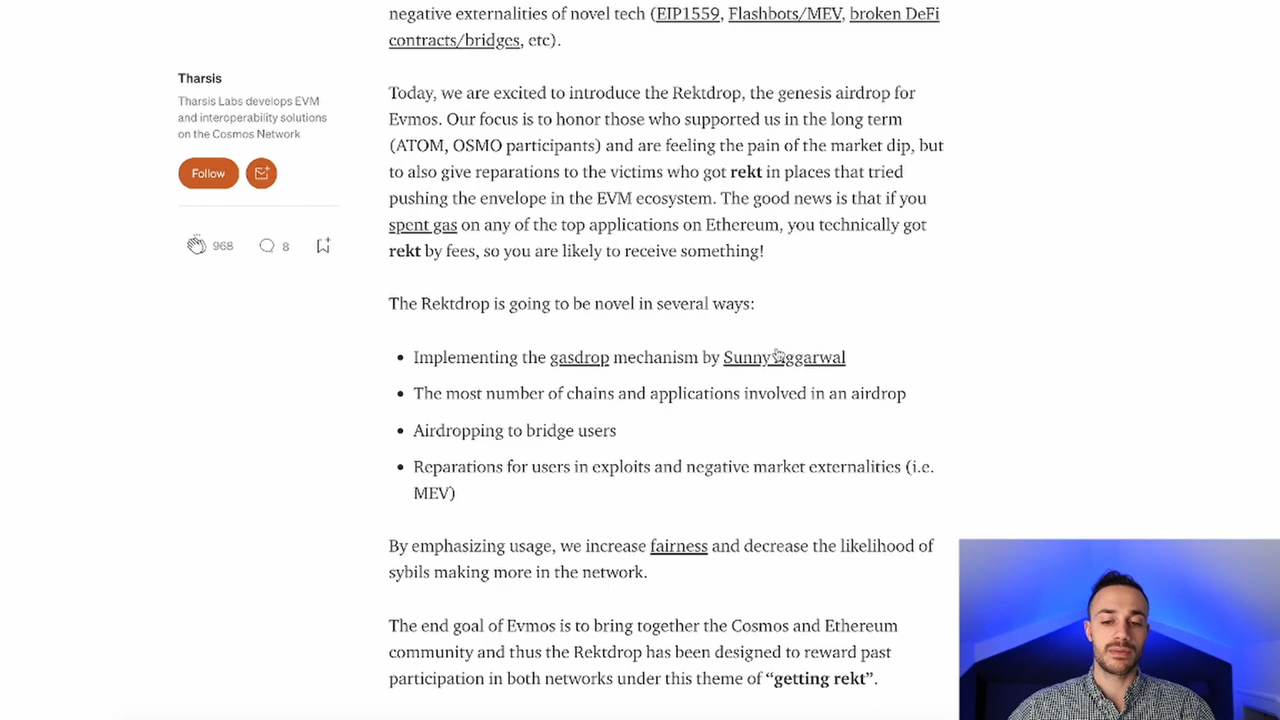 negative externalities of novel tech (EIP1559, Flashbots/MEV, broken DeFi
contracts/bridges, etc).
Tharsis
Tharsis Labs develops EVM
and interoperability solutions
on the Cosmos Network
Follow
968
8
Today, we are excited to introduce the Rektdrop, the genesis airdrop for
Evmos. Our focus is to honor those who supported us in the long term
(ATOM, OSMO participants) and are feeling the pain of the market dip, but
to also give reparations to the victims who got rekt in places that tried
pushing the envelope in the EVM ecosystem. The good news is that if you
spent gas on any of the top applications on Ethereum, you technically got
rekt by fees, so you are likely to receive something!
The Rektdrop is going to be novel in several ways:
• Implementing the gasdrop mechanism by Sunny Aggarwal
• The most number of chains and applications involved in an airdrop
• Airdropping to bridge users
• Reparations for users in exploits and negative market externalities (i.e.
MEV)
By emphasizing usage, we increase fairness and decrease the likelihood of
sybils making more in the network.
The end goal of Evmos is to bring together the Cosmos and Ethereum
community and thus the Rektdrop has been designed to reward past
participation in both networks under this theme of “getting rekt”.